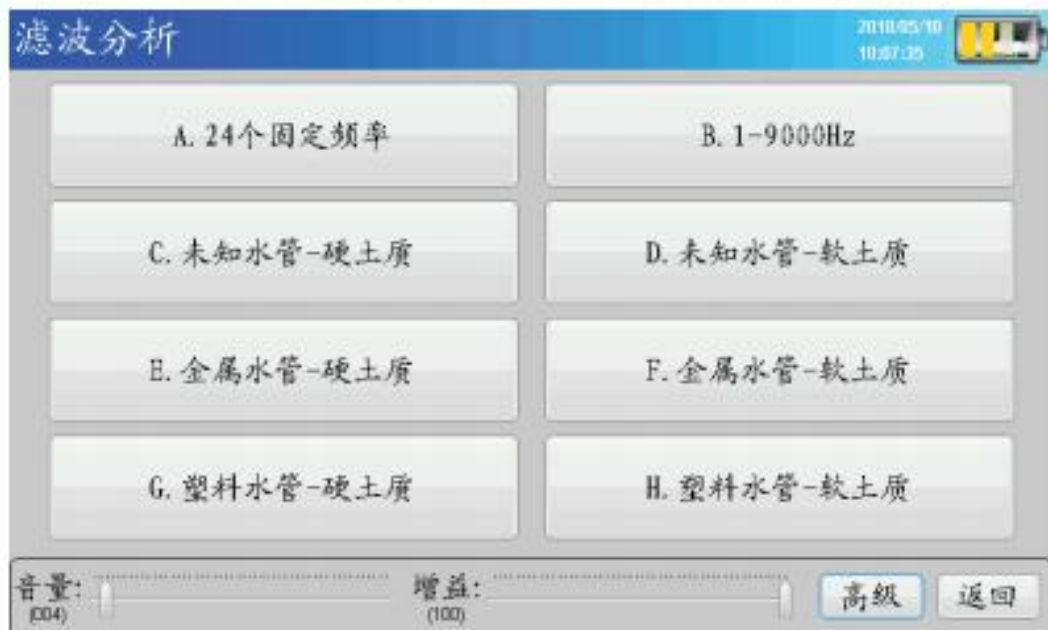 滤波分析
2018/05/10
10:07:35
A. 24个固定频率
B. 1-9000Hz
C. 未知水管-硬土质
D. 未知水管-软土质
E. 金属水管-硬土质
F. 金属水管-软土质
G. 塑料水管-硬土质
H. 塑料水管-软土质
音量:
(004)
增益:
(100)
高级
返回